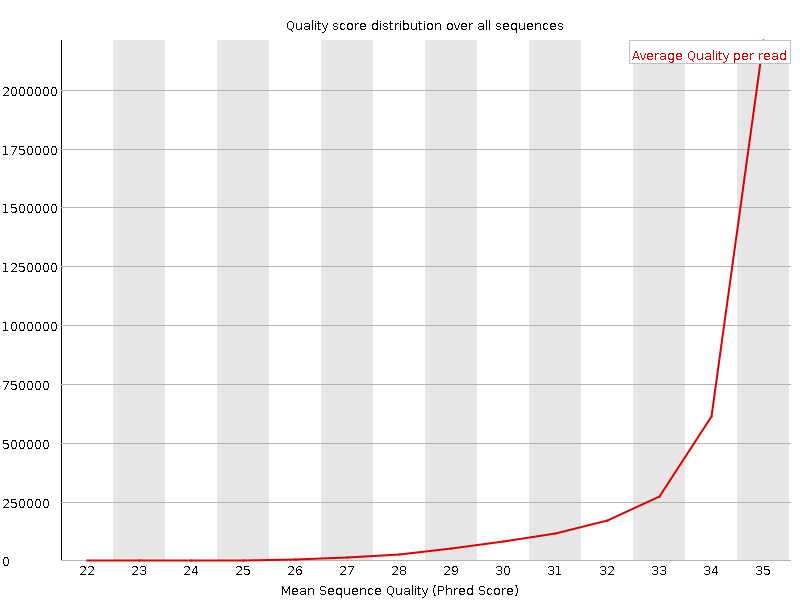 Quality score distribution over all sequences
Average Quality per read
2000000
1750000
1500000
1250000
1000000
750000
500000
250000
0
22 23 24 25 26 27 28 29 30 31 32 33 34 35
Mean Sequence Quality (Phred Score)